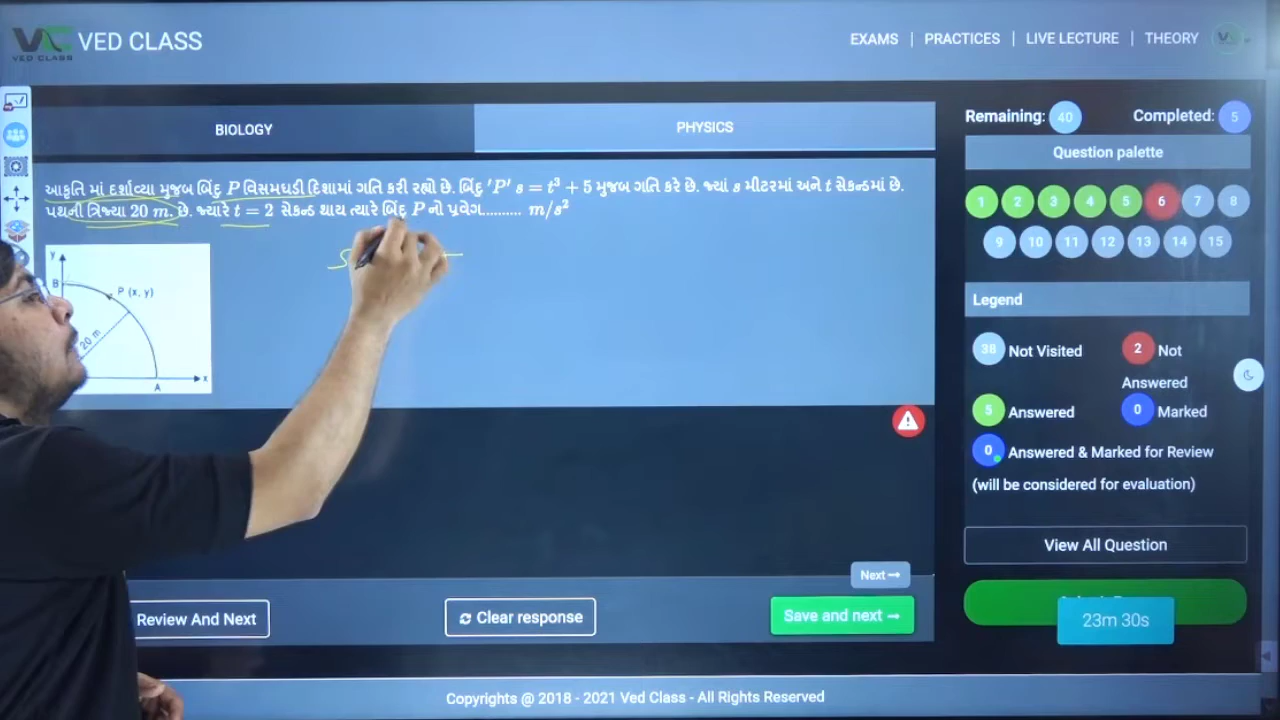 VED CLASS
VED CLASS
EXAMS | PRACTICES | LIVE LECTURE | THEORY
BIOLOGY
PHYSICS
આકૃતિ માં દર્શાવ્યા મુજબ બિંદુ P વિસમઘડી દિશામાં ગતિ કરી રહ્યો છે. બિંદુ 'P' s = t³ + 5 મુજબ ગતિ કરે છે. જ્યાં s મીટરમાં અને t સેકન્ડમાં છે.
પથની ત્રિજ્યા 20 m. છે. જ્યારે t = 2 સેકન્ડ થાય ત્યારે બિંદુ P નો પ્રવેગ.......... m/s²
y
B
P (x, y)
20 m
A
x
Next →
Review And Next
Clear response
Save and next →
Remaining: 40
Completed: 5
Question palette
1 2 3 4 5 6 7 8
9 10 11 12 13 14 15
Legend
38 Not Visited
2 Not Answered
5 Answered
0 Marked
0 Answered & Marked for Review
(will be considered for evaluation)
View All Question
23m 30s
Copyrights @ 2018 - 2021 Ved Class - All Rights Reserved